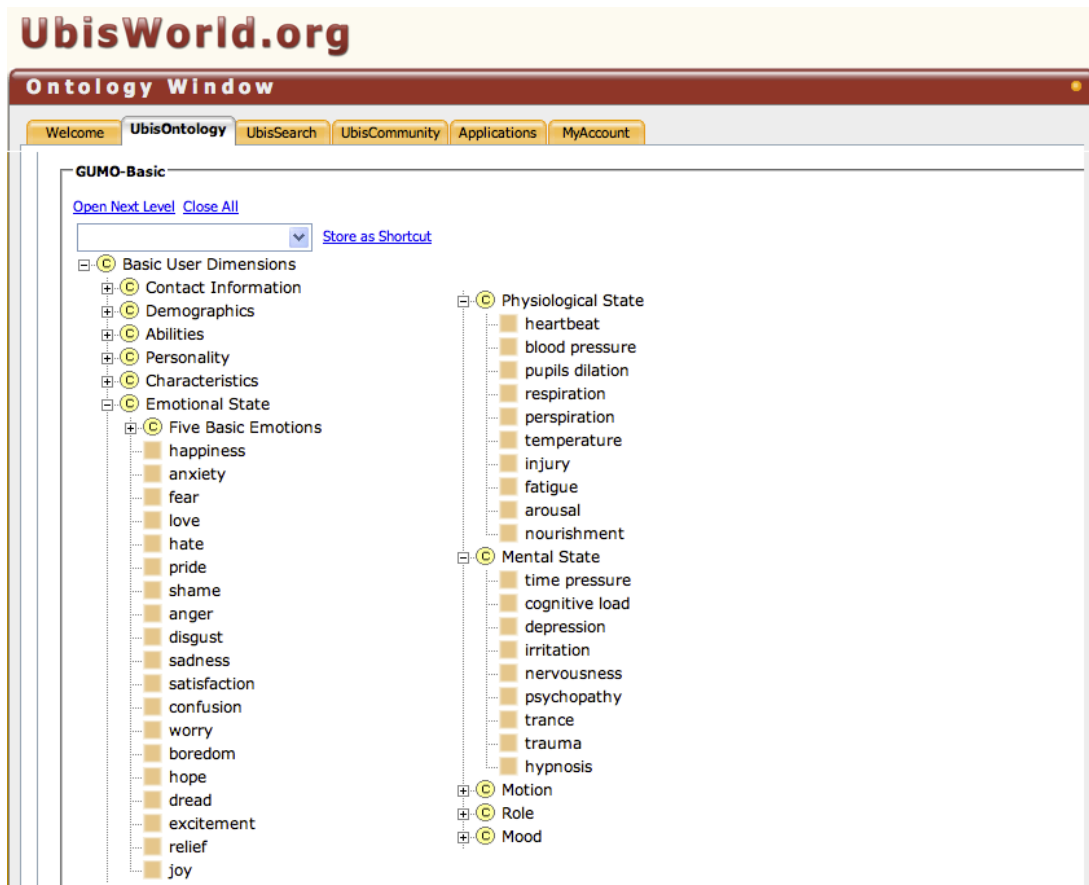 UbisWorld.org
Ontology Window
Welcome UbisOntology UbisSearch UbisCommunity Applications MyAccount
GUMO-Basic
Open Next Level Close All
Store as Shortcut
Basic User Dimensions
Contact Information
Demographics
Abilities
Personality
Characteristics
Emotional State
Five Basic Emotions
happiness
anxiety
fear
love
hate
pride
shame
anger
disgust
sadness
satisfaction
confusion
worry
boredom
hope
dread
excitement
relief
joy
Physiological State
heartbeat
blood pressure
pupils dilation
respiration
perspiration
temperature
injury
fatigue
arousal
nourishment
Mental State
time pressure
cognitive load
depression
irritation
nervousness
psychopathy
trance
trauma
hypnosis
Motion
Role
Mood